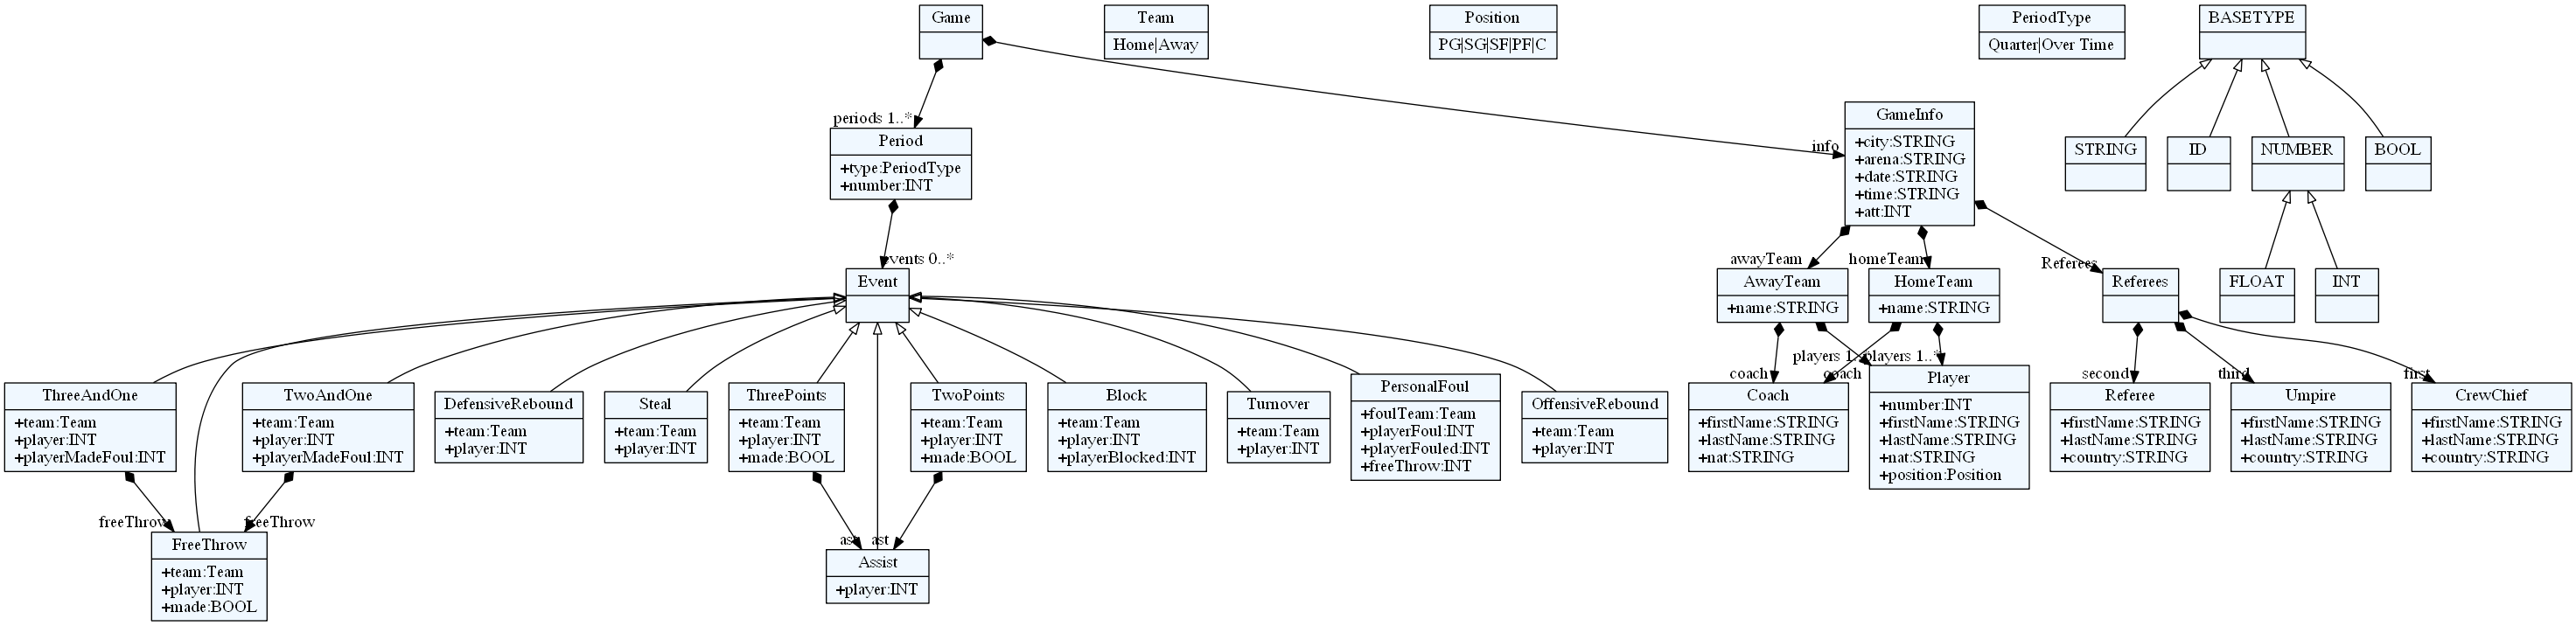 Game
Team
Home|Away
Position
PG|SG|SF|PF|C
PeriodType
Quarter|Over Time
BASETYPE
periods 1..*
Period
+type:PeriodType
+number:INT
info
GameInfo
+city:STRING
+arena:STRING
+date:STRING
+time:STRING
+att:INT
STRING
ID
NUMBER
BOOL
events 0..*
Event
awayTeam
AwayTeam
+name:STRING
homeTeam
HomeTeam
+name:STRING
Referees
Referees
FLOAT
INT
ThreeAndOne
+team:Team
+player:INT
+playerMadeFoul:INT
TwoAndOne
+team:Team
+player:INT
+playerMadeFoul:INT
DefensiveRebound
+team:Team
+player:INT
Steal
+team:Team
+player:INT
ThreePoints
+team:Team
+player:INT
+made:BOOL
TwoPoints
+team:Team
+player:INT
+made:BOOL
Block
+team:Team
+player:INT
+playerBlocked:INT
Turnover
+team:Team
+player:INT
PersonalFoul
+foulTeam:Team
+playerFoul:INT
+playerFouled:INT
+freeThrow:INT
OffensiveRebound
+team:Team
+player:INT
coach
Coach
+firstName:STRING
+lastName:STRING
+nat:STRING
players 1..*
players 1..*
coach
Player
+number:INT
+firstName:STRING
+lastName:STRING
+nat:STRING
+position:Position
second
Referee
+firstName:STRING
+lastName:STRING
+country:STRING
third
Umpire
+firstName:STRING
+lastName:STRING
+country:STRING
first
CrewChief
+firstName:STRING
+lastName:STRING
+country:STRING
freeThrow
freeThrow
FreeThrow
+team:Team
+player:INT
+made:BOOL
ast
ast
Assist
+player:INT